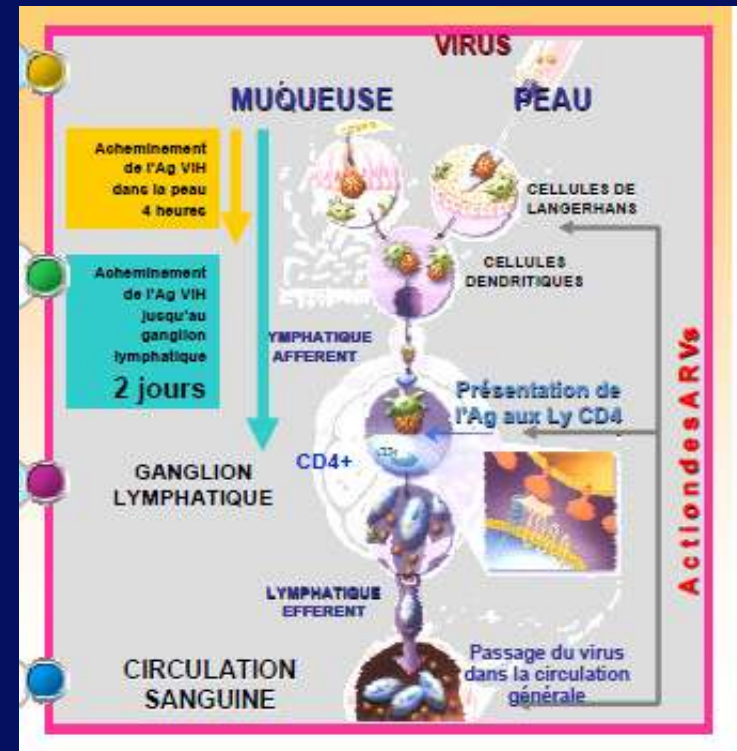 VIRUS
MUQUEUSE
PEAU
Acheminement
de l'Ag VIH
dans la peau
4 heures
CELLULES DE
LANGERHANS
CELLULES
DENDRITIQUES
Acheminement
de l'Ag VIH
jusqu'au
ganglion
lymphatique
2 jours
YMPHATIQUE
AFFERENT
Présentation de
l'Ag aux Ly CD4
CD4+
GANGLION
LYMPHATIQUE
LYMPHATIQUE
EFFERENT
Passage du virus
dans la circulation
générale
CIRCULATION
SANGUINE
Action des ARVs